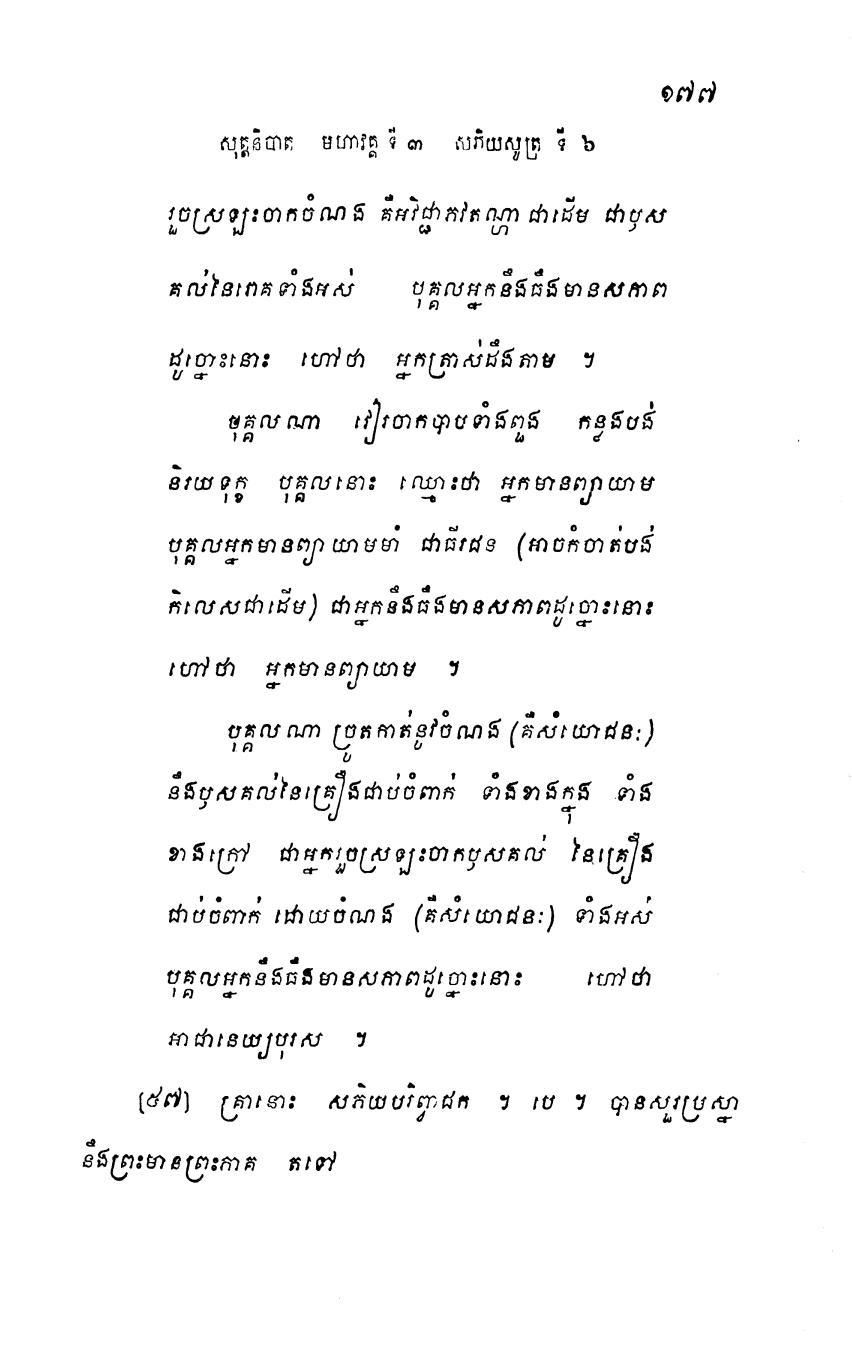 ១៧៧
សុត្តនិបាត មហាវគ្គ ទី ៣ សភិយសូត្រ ទី ៦
រួចស្រឡះចាកចំណង គឺអវិជ្ជាភវតណ្ហា ជាដើម ជាឫស
គល់នៃរោគទាំងអស់ បុគ្គលអ្នកនឹងធឹងមានសភាព
ដូច្នោះនោះ ហៅថា អ្នកត្រាស់ដឹងតាម ។
បុគ្គលណា វៀរចាកបាបទាំងពួង កន្លងបង់
និរយទុក្ខ បុគ្គលនោះ ឈ្មោះថា អ្នកមានព្យាយាម
បុគ្គលអ្នកមានព្យាយាមមាំ ជាធីរជន (អាចកំចាត់បង់
កិលេសជាដើម) ជាអ្នកនឹងធឹងមានសភាពដូច្នោះនោះ
ហៅថា អ្នកមានព្យាយាម ។
បុគ្គលណា ច្រូតកាត់នូវចំណង (គឺសំយោជនៈ)
នឹងឫសគល់នៃគ្រឿងជាប់ចំពាក់ ទាំងខាងក្នុង ទាំង
ខាងក្រៅ ជាអ្នករួចស្រឡះចាកឫសគល់ នៃគ្រឿង
ជាប់ចំពាក់ ដោយចំណង (គឺសំយោជនៈ) ទាំងអស់
បុគ្គលអ្នកនឹងធឹងមានសភាពដូច្នោះនោះ ហៅថា
អាជានេយ្យបុរស ។
[៥៧] គ្រានោះ សភិយបរិព្វាជក ។ បេ ។ បានសួរប្រស្នា
នឹងព្រះមានព្រះភាគ តទៅ